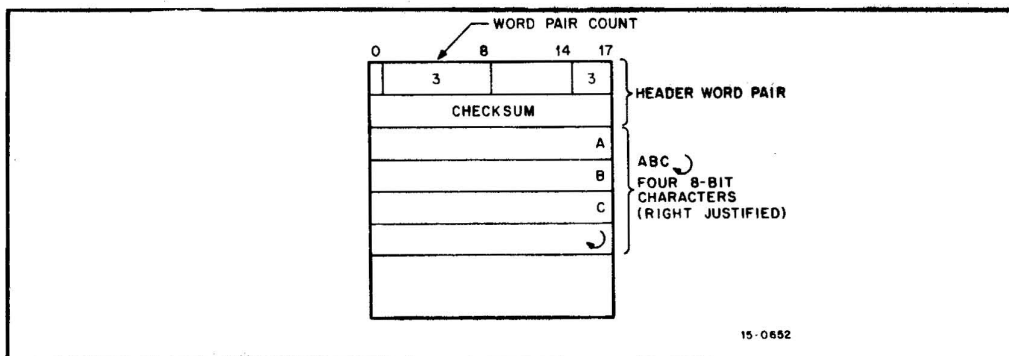 WORD PAIR COUNT
0 8 14 17
3 3
HEADER WORD PAIR
CHECKSUM
A
ABC
B
FOUR 8-BIT
CHARACTERS
C
(RIGHT JUSTIFIED)
15-0652